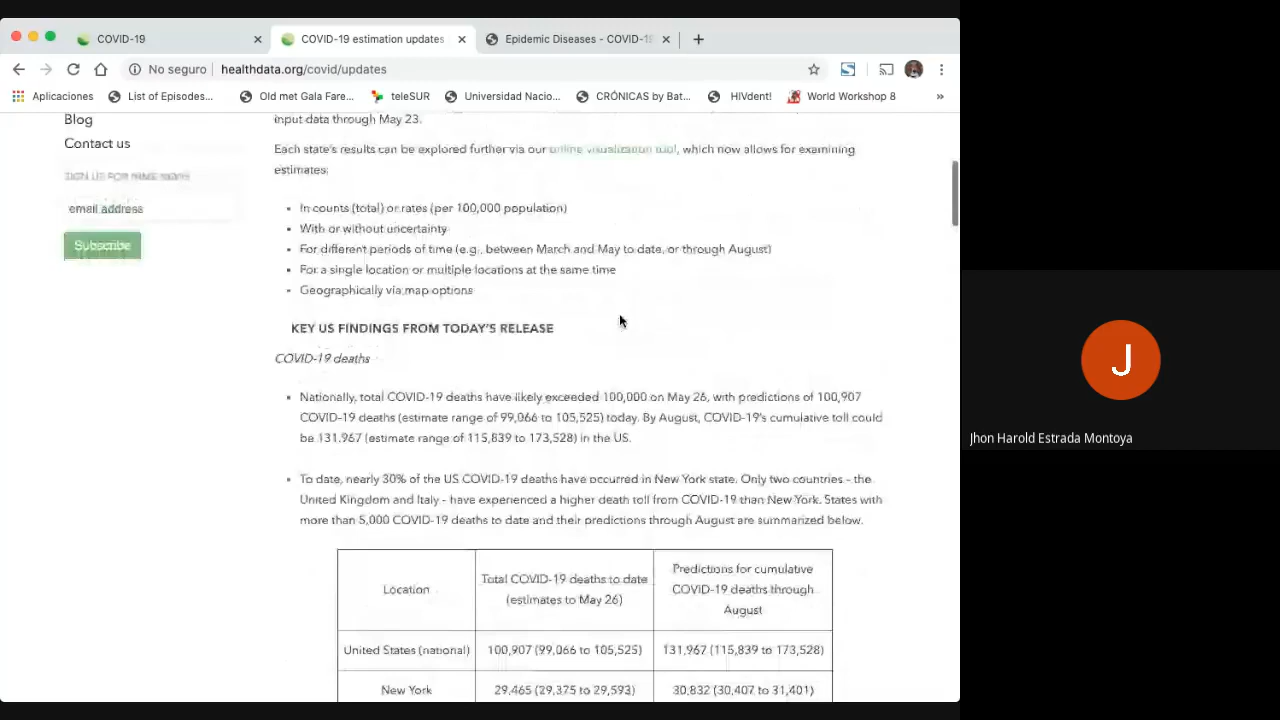 COVID-19
COVID-19 estimation updates
Epidemic Diseases - COVID-19
No seguro
healthdata.org/covid/updates
Aplicaciones
List of Episodes...
Old met Gala Fare...
teleSUR
Universidad Nacio...
CRÓNICAS by Bat...
HIVdent!
World Workshop 8
»
Blog
Contact us
email address
Subscribe
input data through May 23.
Each state's results can be explored further via our online visualization tool, which now allows for examining
estimates:
In counts (total) or rates (per 100,000 population)
With or without uncertainty
For different periods of time (e.g., between March and May to date, or through August)
For a single location or multiple locations at the same time
Geographically via map options
KEY US FINDINGS FROM TODAY'S RELEASE
COVID-19 deaths
Nationally, total COVID-19 deaths have likely exceeded 100,000 on May 26, with predictions of 100,907
COVID-19 deaths (estimate range of 99,066 to 105,525) today. By August, COVID-19's cumulative toll could
be 131,967 (estimate range of 115,839 to 173,528) in the US.
To date, nearly 30% of the US COVID-19 deaths have occurred in New York state. Only two countries – the
United Kingdom and Italy – have experienced a higher death toll from COVID-19 than New York. States with
more than 5,000 COVID-19 deaths to date and their predictions through August are summarized below.
Location
Total COVID-19 deaths to date
(estimates to May 26)
Predictions for cumulative
COVID-19 deaths through
August
United States (national)
100,907 (99,066 to 105,525)
131,967 (115,839 to 173,528)
New York
29,465 (29,375 to 29,593)
30,832 (30,407 to 31,401)
J
Jhon Harold Estrada Montoya